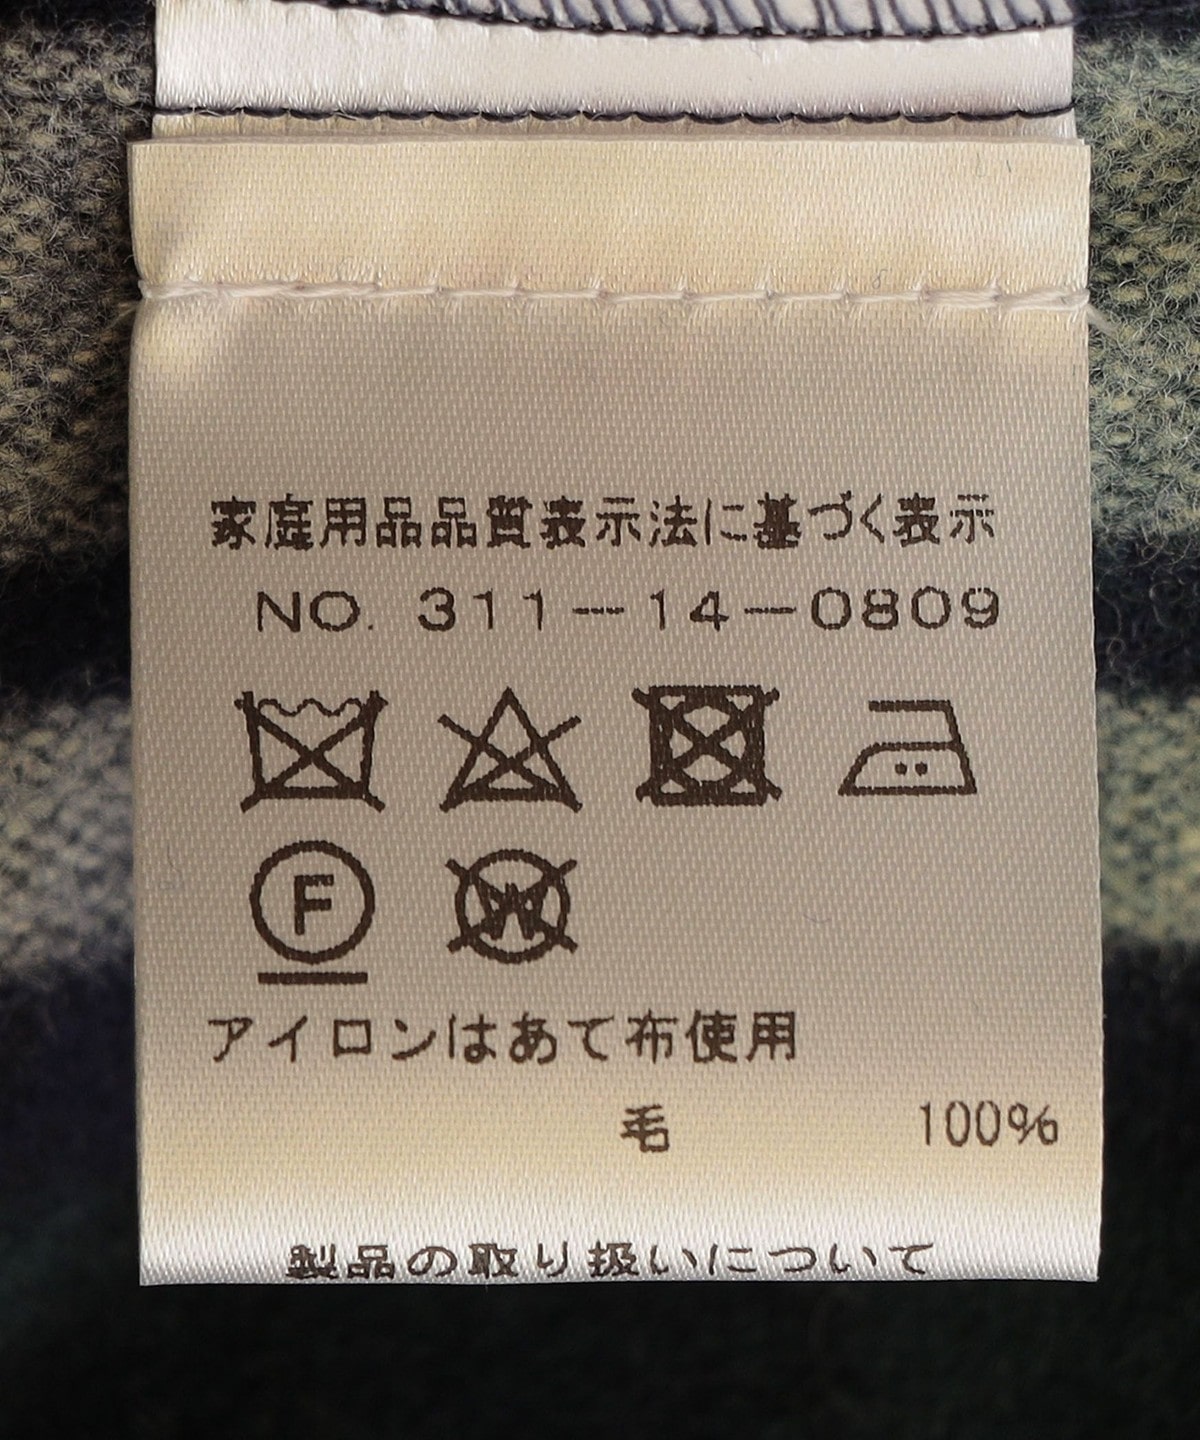 家庭用品品質表示法に基づく表示
NO. 311-14-0809
F W
アイロンはあて布使用
毛 100%
製品の取り扱いについて